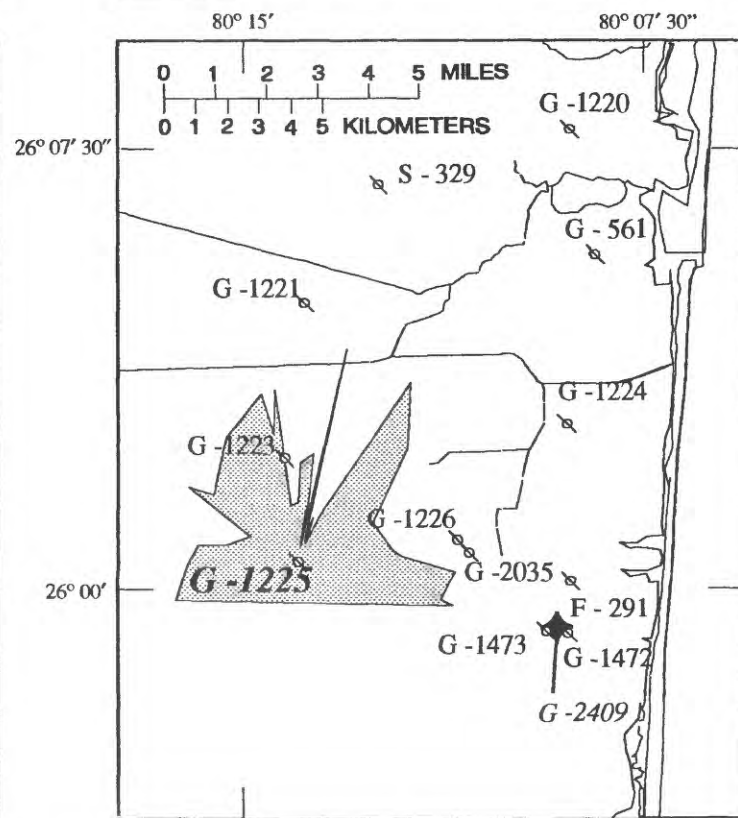 80° 15′ 80° 07′ 30″
0 1 2 3 4 5 MILES
0 1 2 3 4 5 KILOMETERS
G -1220
26° 07′ 30″
S - 329
G - 561
G -1221
G -1224
G -1223
G -1226
G -2035
G -1225
26° 00′
F - 291
G -1473
G -1472
G -2409